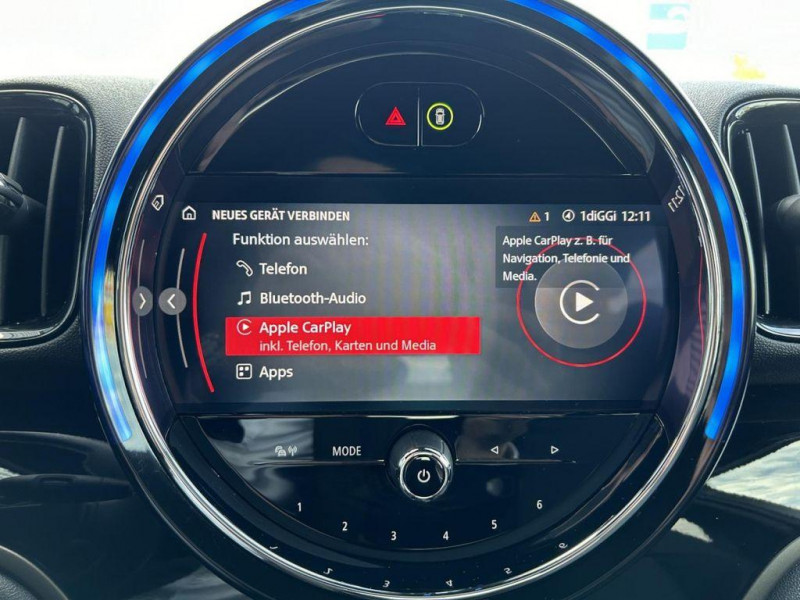 NEUES GERÄT VERBINDEN
1
1diGGi 12:11
Funktion auswählen:
Telefon
Bluetooth-Audio
Apple CarPlay
inkl. Telefon, Karten und Media
Apps
Apple CarPlay z. B. für
Navigation, Telefonie und
Media.
MODE
1
2
3
4
5
6